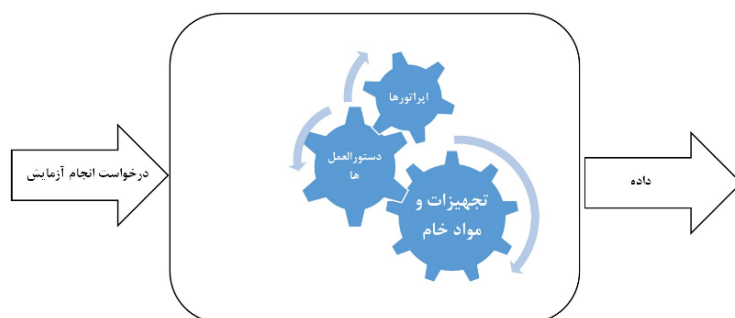 اپراتورها
دستورالعمل
ها
تجهیزات و
مواد خام
درخواست انجام آزمایش
داده